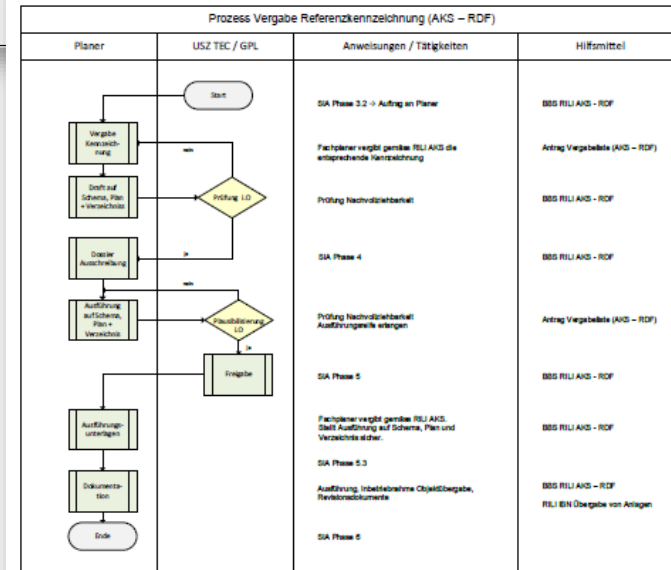 Prozess Vergabe Referenzkennzeichnung (AKS – RDF)
Planer
USZ TEC / GPL
Anweisungen / Tätigkeiten
Hilfsmittel
Start
SIA Phase 3.2 -> Auftrag an Planer
BBS RILI AKS - RDF
Vergabe
Kennzeich-
nung
nein
Fachplaner vergibt gemäss RILI AKS die
entsprechende Kennzeichnung
Antrag Vergabeliste (AKS – RDF)
Draft auf
Schema, Plan
+ Verzeichniss
Prüfung I.O
Prüfung Nachvollziehbarkeit
BBS RILI AKS - RDF
Dossier
Ausschreibung
ja
SIA Phase 4
BBS RILI AKS - RDF
nein
Ausführung
auf Schema,
Plan +
Verzeichnis
Plausibilisierung
I.O
Prüfung Nachvollziehbarkeit
Ausführungsreife erlangen
Antrag Vergabeliste (AKS – RDF)
ja
Freigabe
SIA Phase 5
BBS RILI AKS - RDF
Ausführungs-
unterlagen
Fachplaner vergibt gemäss RILI AKS.
Stellt Ausführung auf Schema, Plan und
Verzeichnis sicher.
BBS RILI AKS - RDF
SIA Phase 5.3
Dokumenta-
tion
Ausführung, Inbetriebnahme Objektübergabe,
Revisionsdokumente
BBS RILI AKS – RDF
RILI IBN Übergabe von Anlagen
Ende
SIA Phase 6